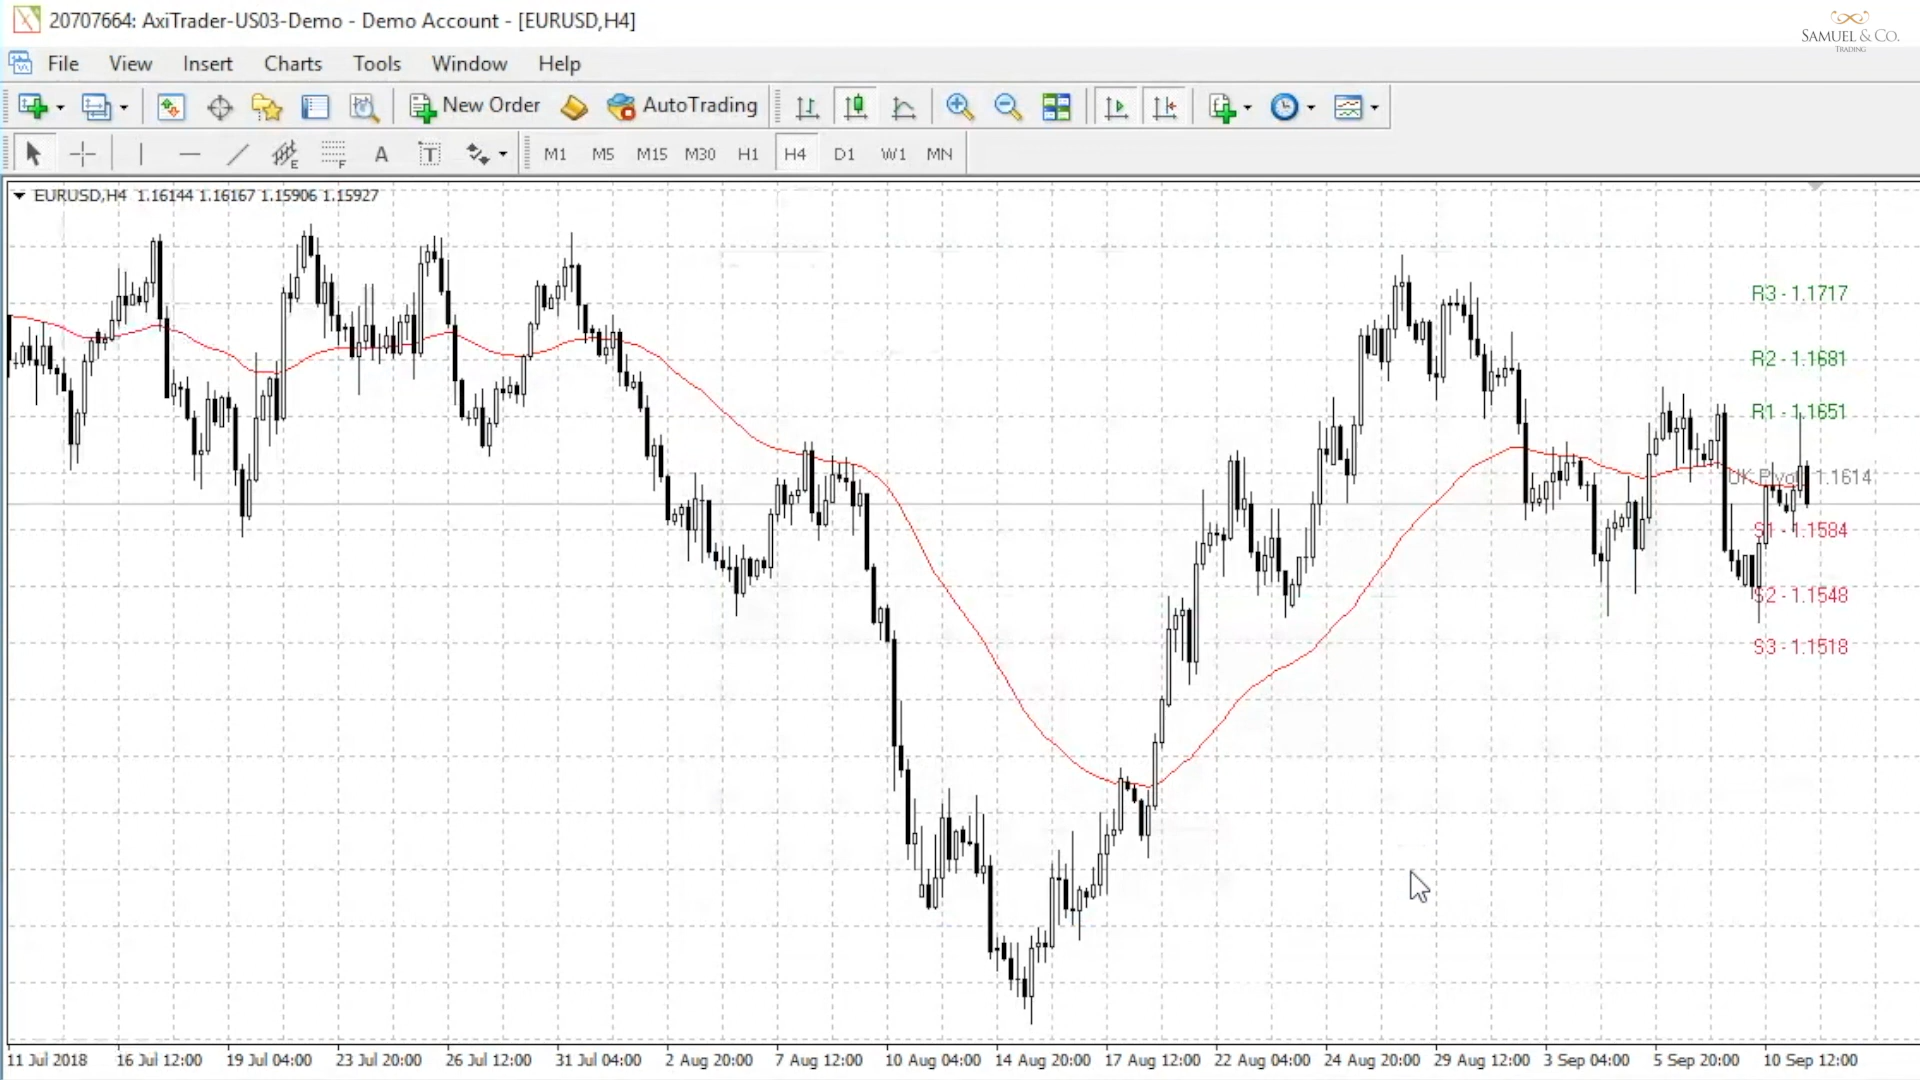 20707664: AxiTrader-US03-Demo - Demo Account - [EURUSD,H4]
SAMUEL & CO.
TRADING
File View Insert Charts Tools Window Help
New Order AutoTrading
E F A T M1 M5 M15 M30 H1 H4 D1 W1 MN
EURUSD,H4 1.16144 1.16167 1.15906 1.15927
R3 - 1.1717
R2 - 1.1681
R1 - 1.1651
UK Pivot 1.1614
S1 - 1.1584
S2 - 1.1548
S3 - 1.1518
11 Jul 2018 16 Jul 12:00 19 Jul 04:00 23 Jul 20:00 26 Jul 12:00 31 Jul 04:00 2 Aug 20:00 7 Aug 12:00 10 Aug 04:00 14 Aug 20:00 17 Aug 12:00 22 Aug 04:00 24 Aug 20:00 29 Aug 12:00 3 Sep 04:00 5 Sep 20:00 10 Sep 12:00